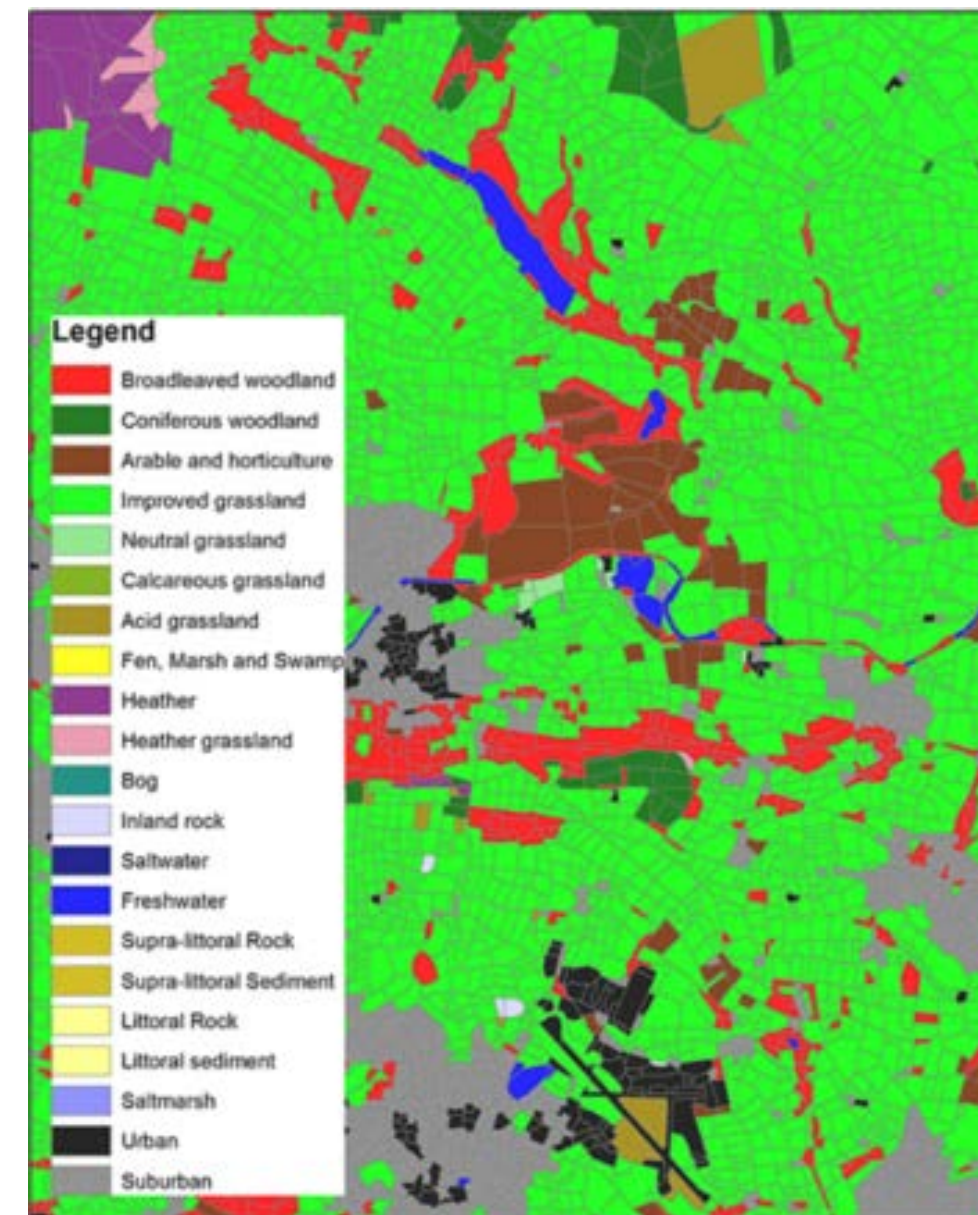 Legend
Broadleaved woodland
Coniferous woodland
Arable and horticulture
Improved grassland
Neutral grassland
Calcareous grassland
Acid grassland
Fen, Marsh and Swamp
Heather
Heather grassland
Bog
Inland rock
Saltwater
Freshwater
Supra-littoral Rock
Supra-littoral Sediment
Littoral Rock
Littoral sediment
Saltmarsh
Urban
Suburban